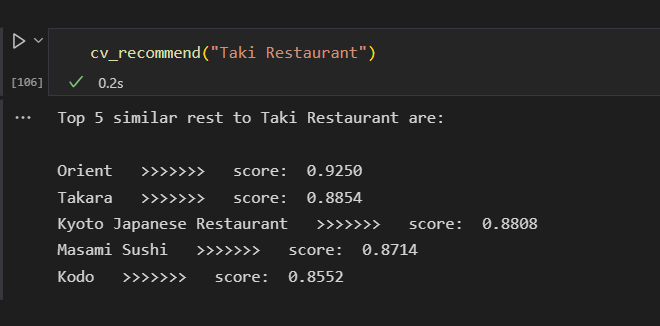 cv_recommend("Taki Restaurant")
[106] 0.2s
... Top 5 similar rest to Taki Restaurant are:
Orient >>>>>>> score: 0.9250
Takara >>>>>>> score: 0.8854
Kyoto Japanese Restaurant >>>>>>> score: 0.8808
Masami Sushi >>>>>>> score: 0.8714
Kodo >>>>>>> score: 0.8552